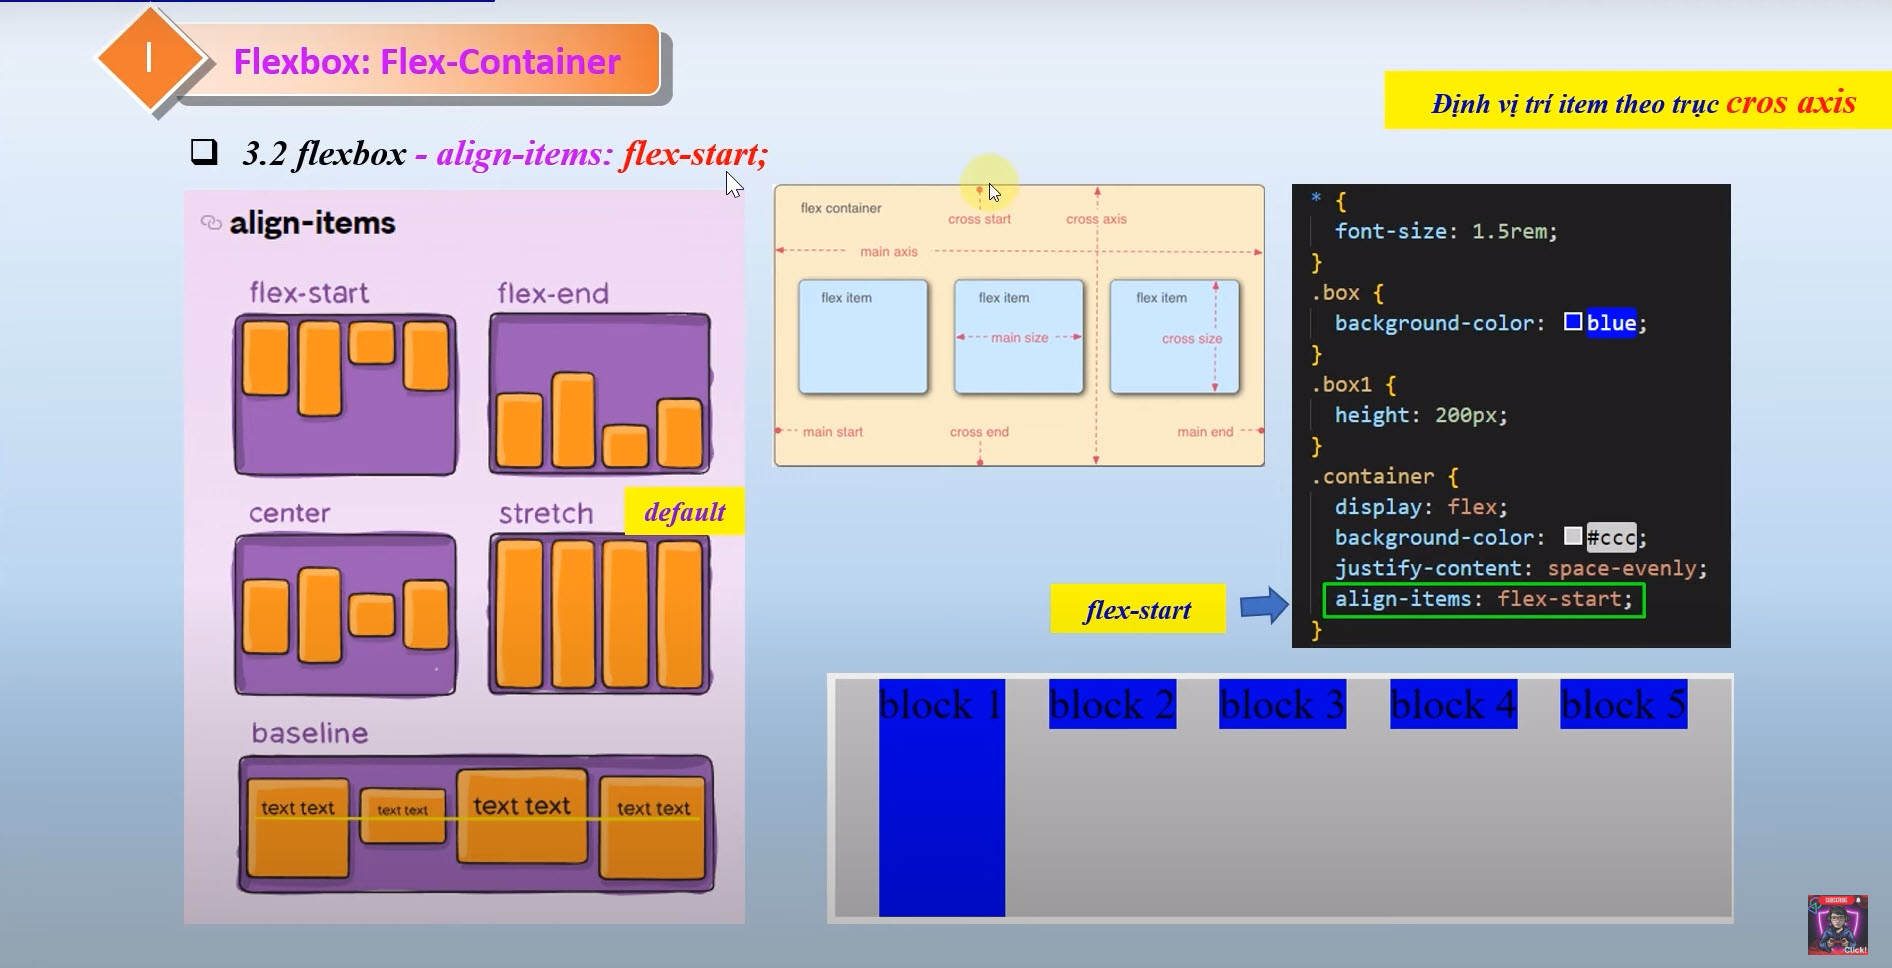 I
Flexbox: Flex-Container
Định vị trí item theo trục cros axis
3.2 flexbox - align-items: flex-start;
align-items
flex-start
flex-end
center
stretch
default
baseline
text text
text text
text text
text text
flex container
cross start
cross axis
main axis
flex item
flex item
flex item
main size
cross size
main start
cross end
main end
* {
font-size: 1.5rem;
}
.box {
background-color: blue;
}
.box1 {
height: 200px;
}
.container {
display: flex;
background-color: #ccc;
justify-content: space-evenly;
align-items: flex-start;
}
flex-start
block 1
block 2
block 3
block 4
block 5
SUBSCRIBE
Click!